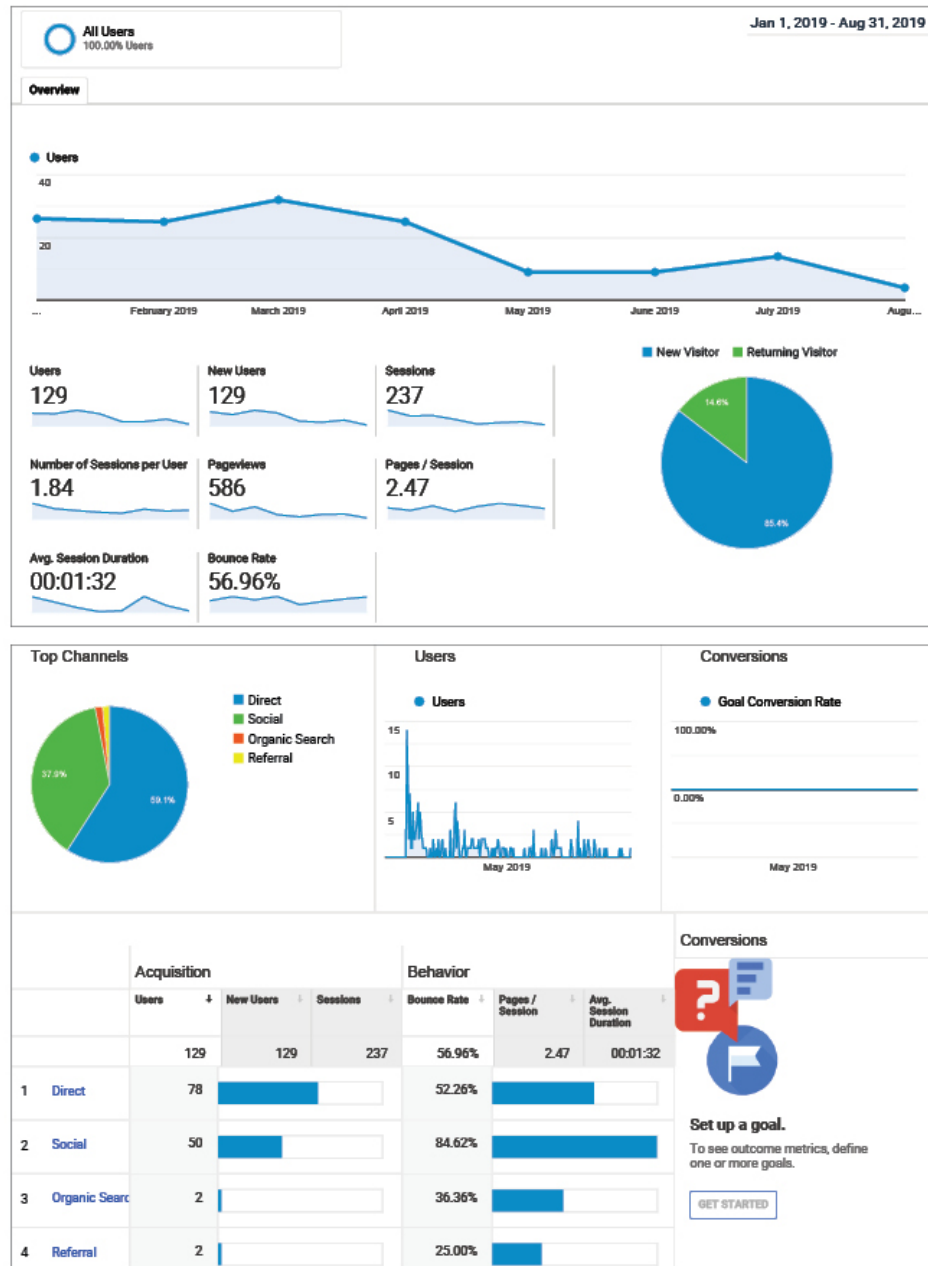 All Users
100.00% Users
Jan 1, 2019 - Aug 31, 2019
Overview
Users
40
20
...
February 2019
March 2019
April 2019
May 2019
June 2019
July 2019
Augu...
New Visitor
Returning Visitor
Users
129
New Users
129
Sessions
237
14.6%
85.4%
Number of Sessions per User
1.84
Pageviews
586
Pages / Session
2.47
Avg. Session Duration
00:01:32
Bounce Rate
56.96%
Top Channels
Direct
Social
Organic Search
Referral
37.9%
59.1%
Users
Users
15
10
5
May 2019
Conversions
Goal Conversion Rate
100.00%
0.00%
May 2019
Acquisition
Behavior
Conversions
Users
New Users
Sessions
Bounce Rate
Pages /
Session
Avg.
Session
Duration
129 129 237 56.96% 2.47 00:01:32
1 Direct 78 52.26%
2 Social 50 84.62%
3 Organic Searc 2 36.36%
4 Referral 2 25.00%
?
Set up a goal.
To see outcome metrics, define
one or more goals.
GET STARTED